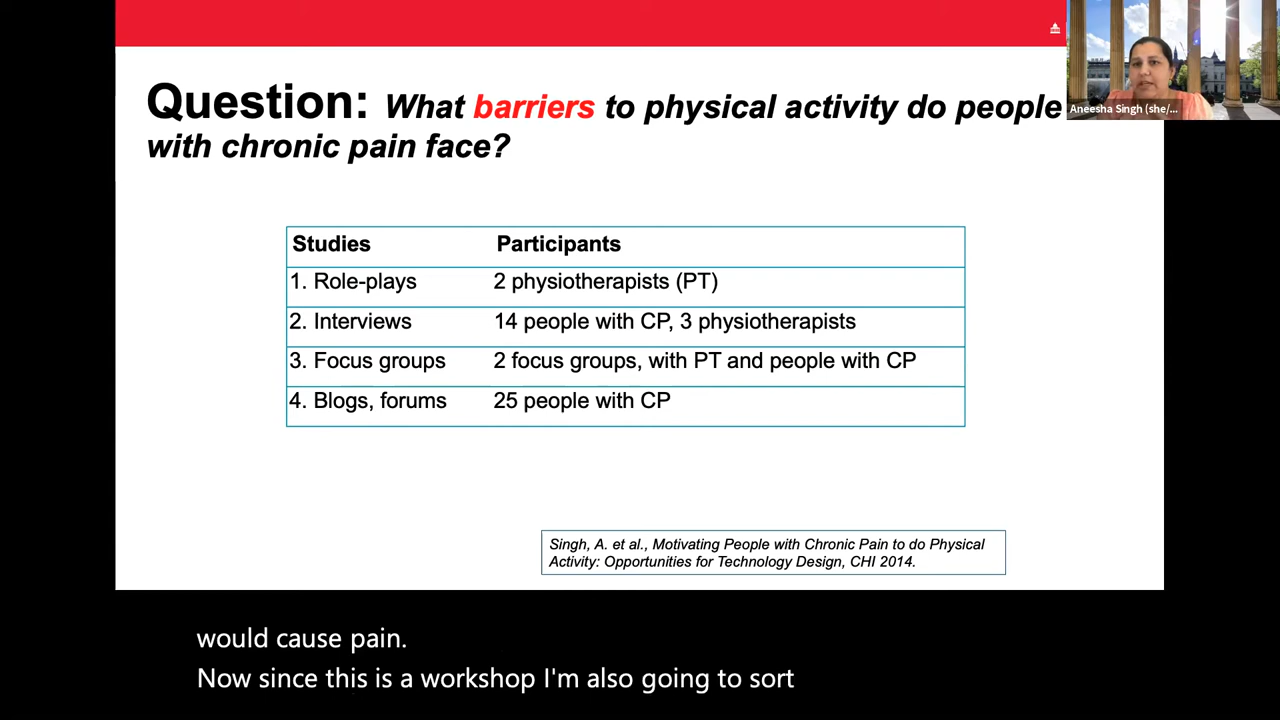 Question: What barriers to physical activity do people
with chronic pain face?
Aneesha Singh (she/...
Studies Participants
1. Role-plays 2 physiotherapists (PT)
2. Interviews 14 people with CP, 3 physiotherapists
3. Focus groups 2 focus groups, with PT and people with CP
4. Blogs, forums 25 people with CP
Singh, A. et al., Motivating People with Chronic Pain to do Physical
Activity: Opportunities for Technology Design, CHI 2014.
would cause pain.
Now since this is a workshop I'm also going to sort